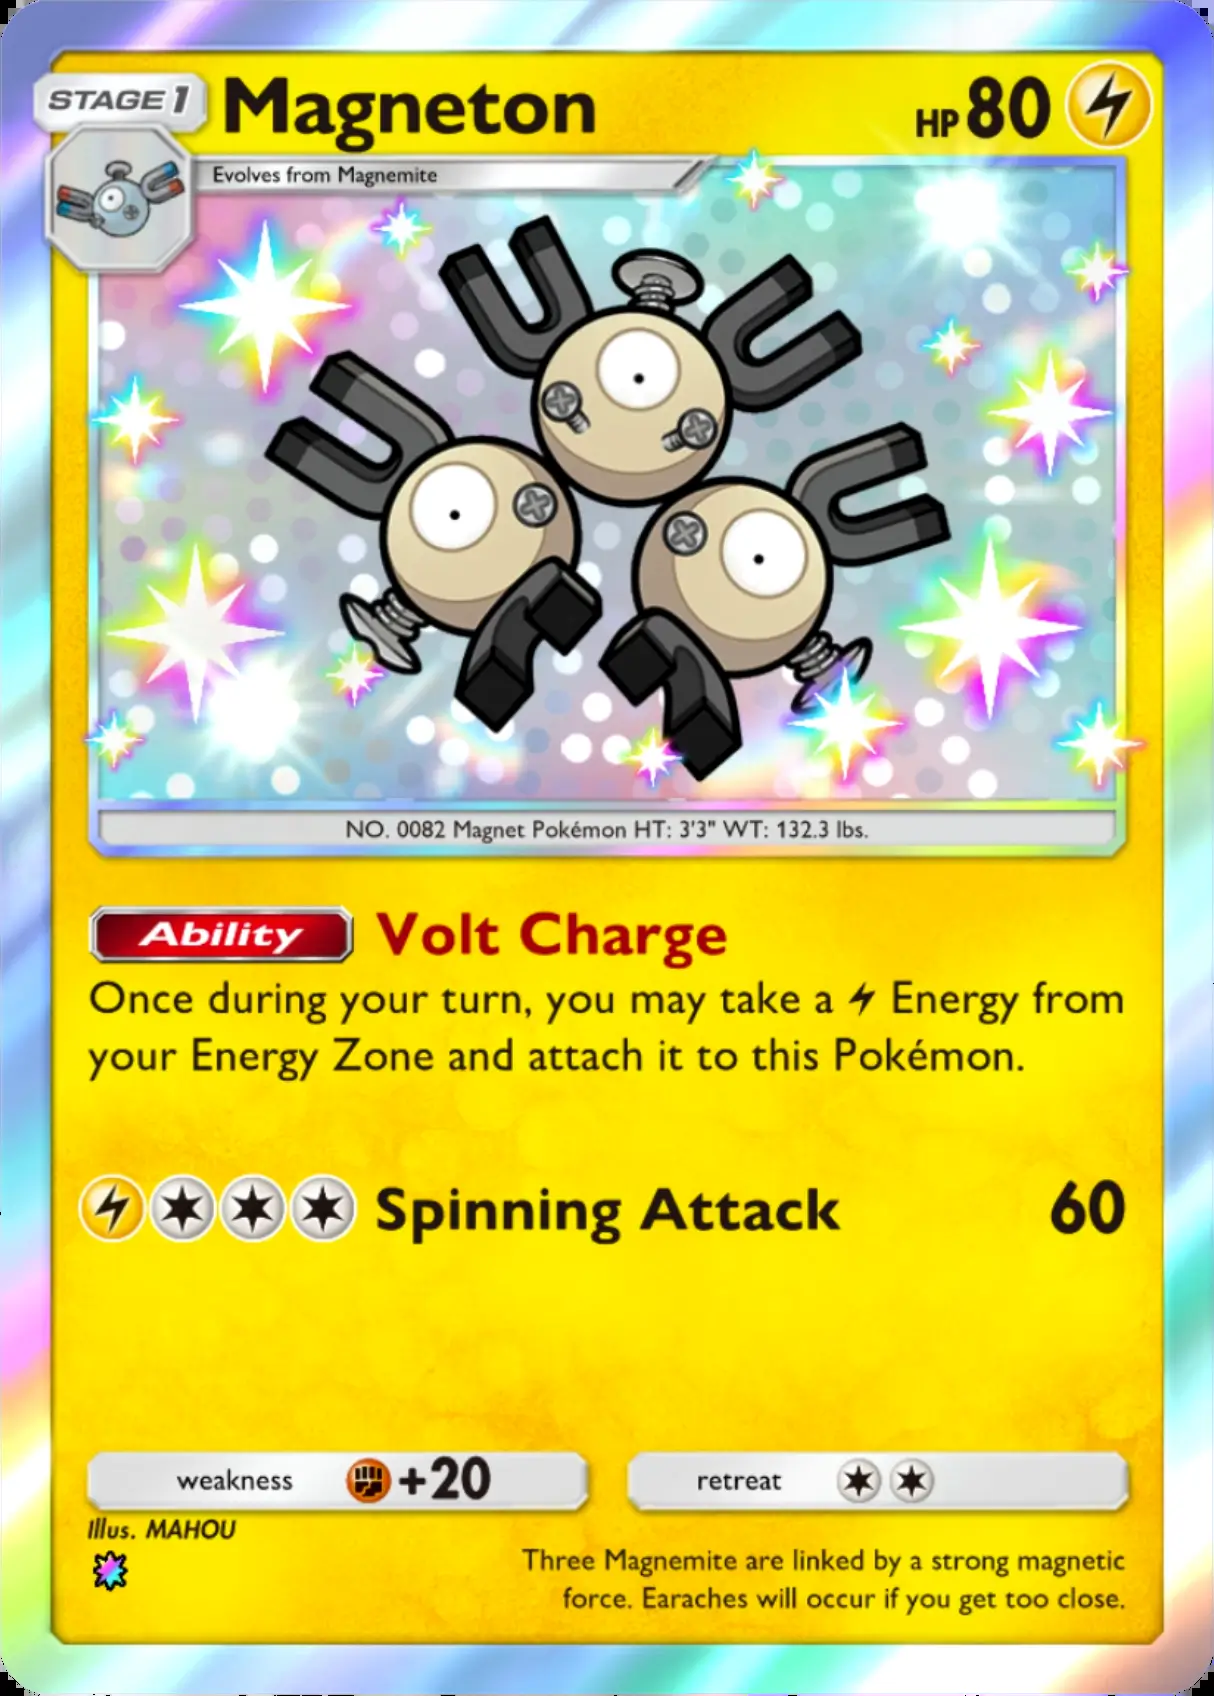 STAGE 1
Magneton
HP 80
Evolves from Magnemite
NO. 0082 Magnet Pokémon HT: 3'3" WT: 132.3 lbs.
Ability Volt Charge
Once during your turn, you may take a Energy from
your Energy Zone and attach it to this Pokémon.
Spinning Attack 60
weakness +20
retreat
Illus. MAHOU
Three Magnemite are linked by a strong magnetic
force. Earaches will occur if you get too close.